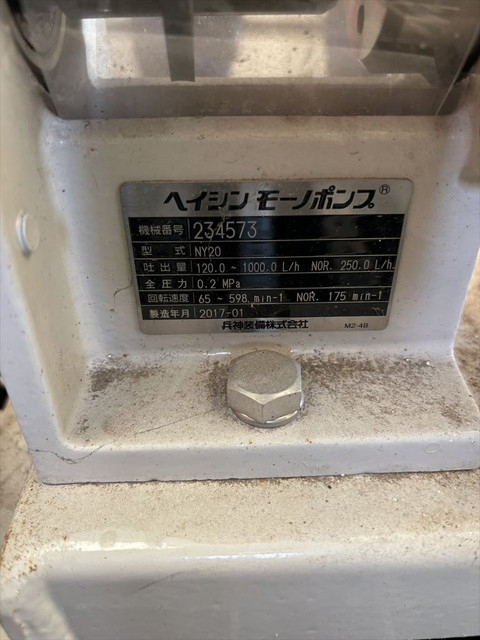 ヘイシン モーノポンプ®
機械番号 234573
型式 NY20
吐出量 120.0 ~ 1000.0 L/h NOR. 250.0 L/h
全圧力 0.2 MPa
回転速度 65 ~ 598 min-1 NOR. 175 min-1
製造年月 2017-01
兵神装備株式会社 M2-4B